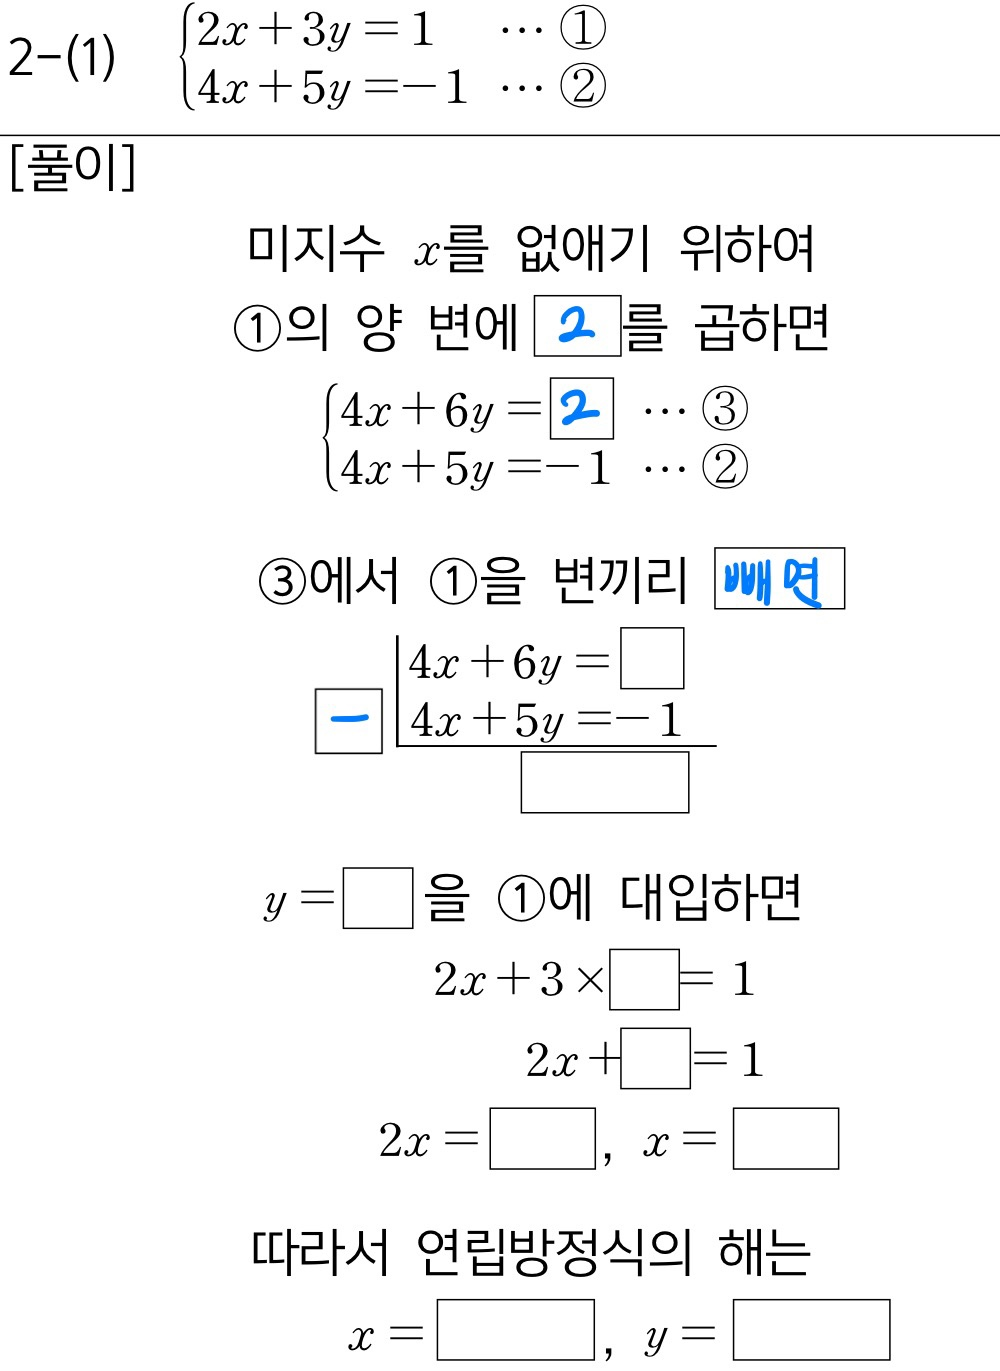 2-(1) 2x+3y=1 ⋯ ①
4x+5y=-1 ⋯ ②
[풀이]
미지수 x를 없애기 위하여
①의 양 변에 2 를 곱하면
4x+6y=2 ⋯ ③
4x+5y=-1 ⋯ ②
③에서 ①을 변끼리 빼면
4x+6y=
- 4x+5y=-1
y= 을 ①에 대입하면
2x+3× = 1
2x+ =1
2x= , x=
따라서 연립방정식의 해는
x= , y=